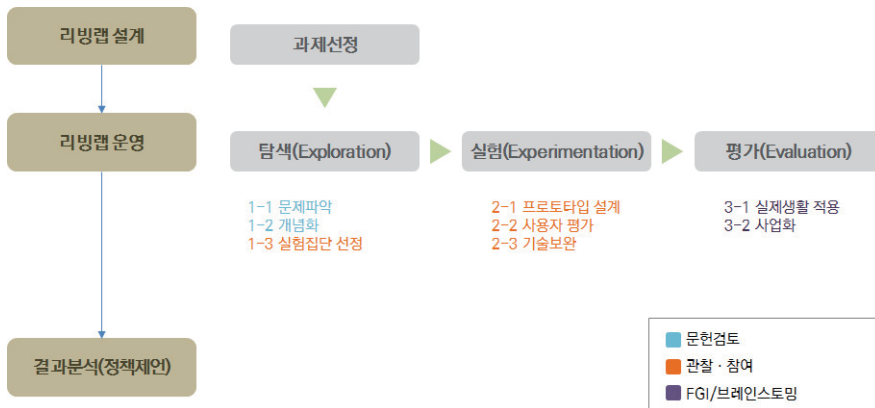 리빙랩 설계
과제선정
리빙랩 운영
탐색(Exploration)
실험(Experimentation)
평가(Evaluation)
1-1 문제파악
1-2 개념화
1-3 실험집단 선정
2-1 프로토타입 설계
2-2 사용자 평가
2-3 기술보완
3-1 실제생활 적용
3-2 사업화
결과분석(정책제언)
문헌검토
관찰 · 참여
FGI/브레인스토밍